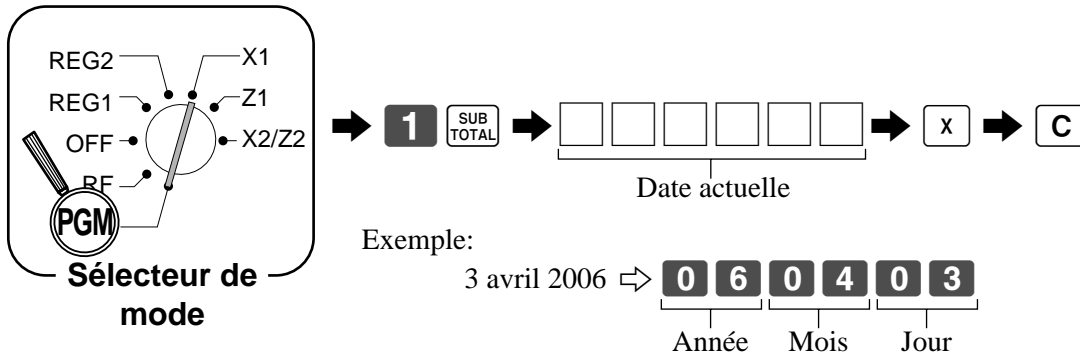 REG2
X1
REG1
Z1
OFF
X2/Z2
RF
PGM
Sélecteur de
mode
1
SUB
TOTAL
X
C
Date actuelle
Exemple:
3 avril 2006 0 6 0 4 0 3
Année Mois Jour